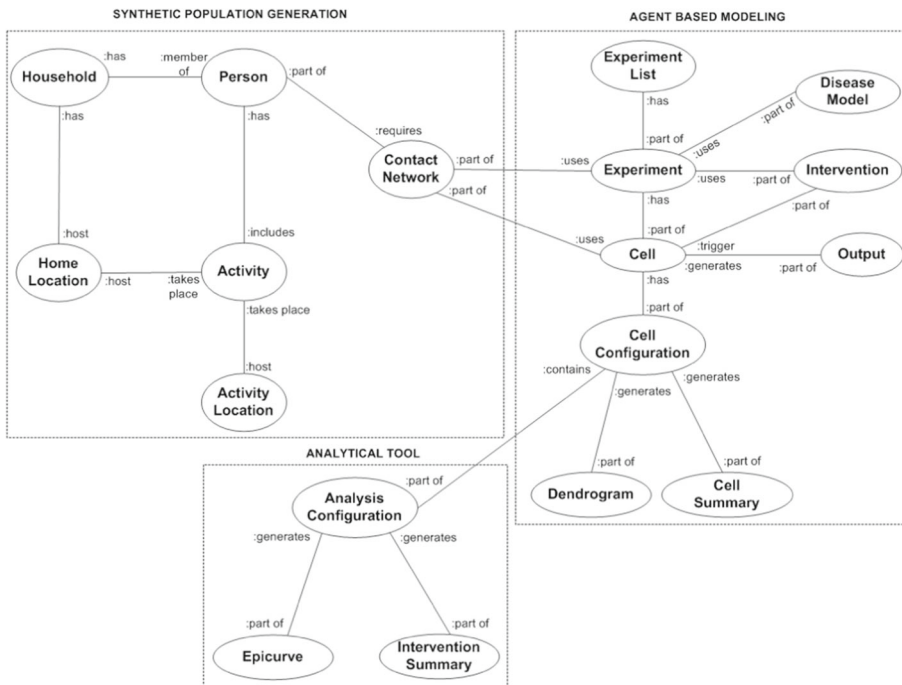 SYNTHETIC POPULATION GENERATION
AGENT BASED MODELING
Household
:has
:member
of
Person
:part of
:has
:has
:requires
Contact
Network
:part of
:part of
:host
:includes
Home
Location
:host
:takes
place
Activity
:takes place
:host
Activity
Location
Experiment
List
:has
:part of
Disease
Model
:part of
:uses
:uses
Experiment
:uses
:part of
Intervention
:part of
:has
:part of
:uses
Cell
:trigger
:generates
:part of
Output
:has
:part of
Cell
Configuration
:contains
:generates
:generates
:part of
:part of
Dendrogram
Cell
Summary
ANALYTICAL TOOL
:part of
Analysis
Configuration
:generates
:generates
:part of
:part of
Epicurve
Intervention
Summary